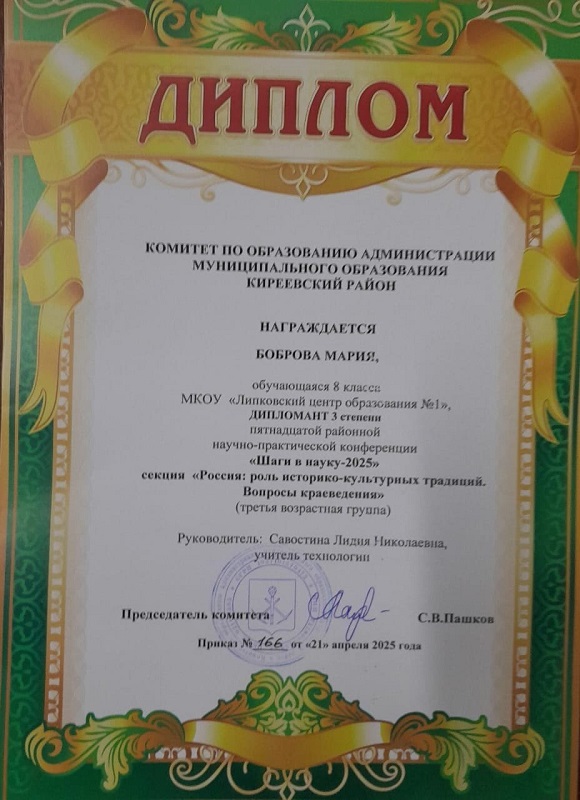 ДИПЛОМ
КОМИТЕТ ПО ОБРАЗОВАНИЮ АДМИНИСТРАЦИИ
МУНИЦИПАЛЬНОГО ОБРАЗОВАНИЯ
КИРЕЕВСКИЙ РАЙОН
НАГРАЖДАЕТСЯ
БОБРОВА МАРИЯ,
обучающаяся 8 класса
МКОУ «Липковский центр образования №1»,
ДИПЛОМАНТ 3 степени
пятнадцатой районной
научно-практической конференции
«Шаги в науку-2025»
секция «Россия: роль историко-культурных традиций.
Вопросы краеведения»
(третья возрастная группа)
Руководитель: Савостина Лидия Николаевна,
учитель технологии
Председатель комитета С.В.Пашков
Приказ № 166 от «21» апреля 2025 года